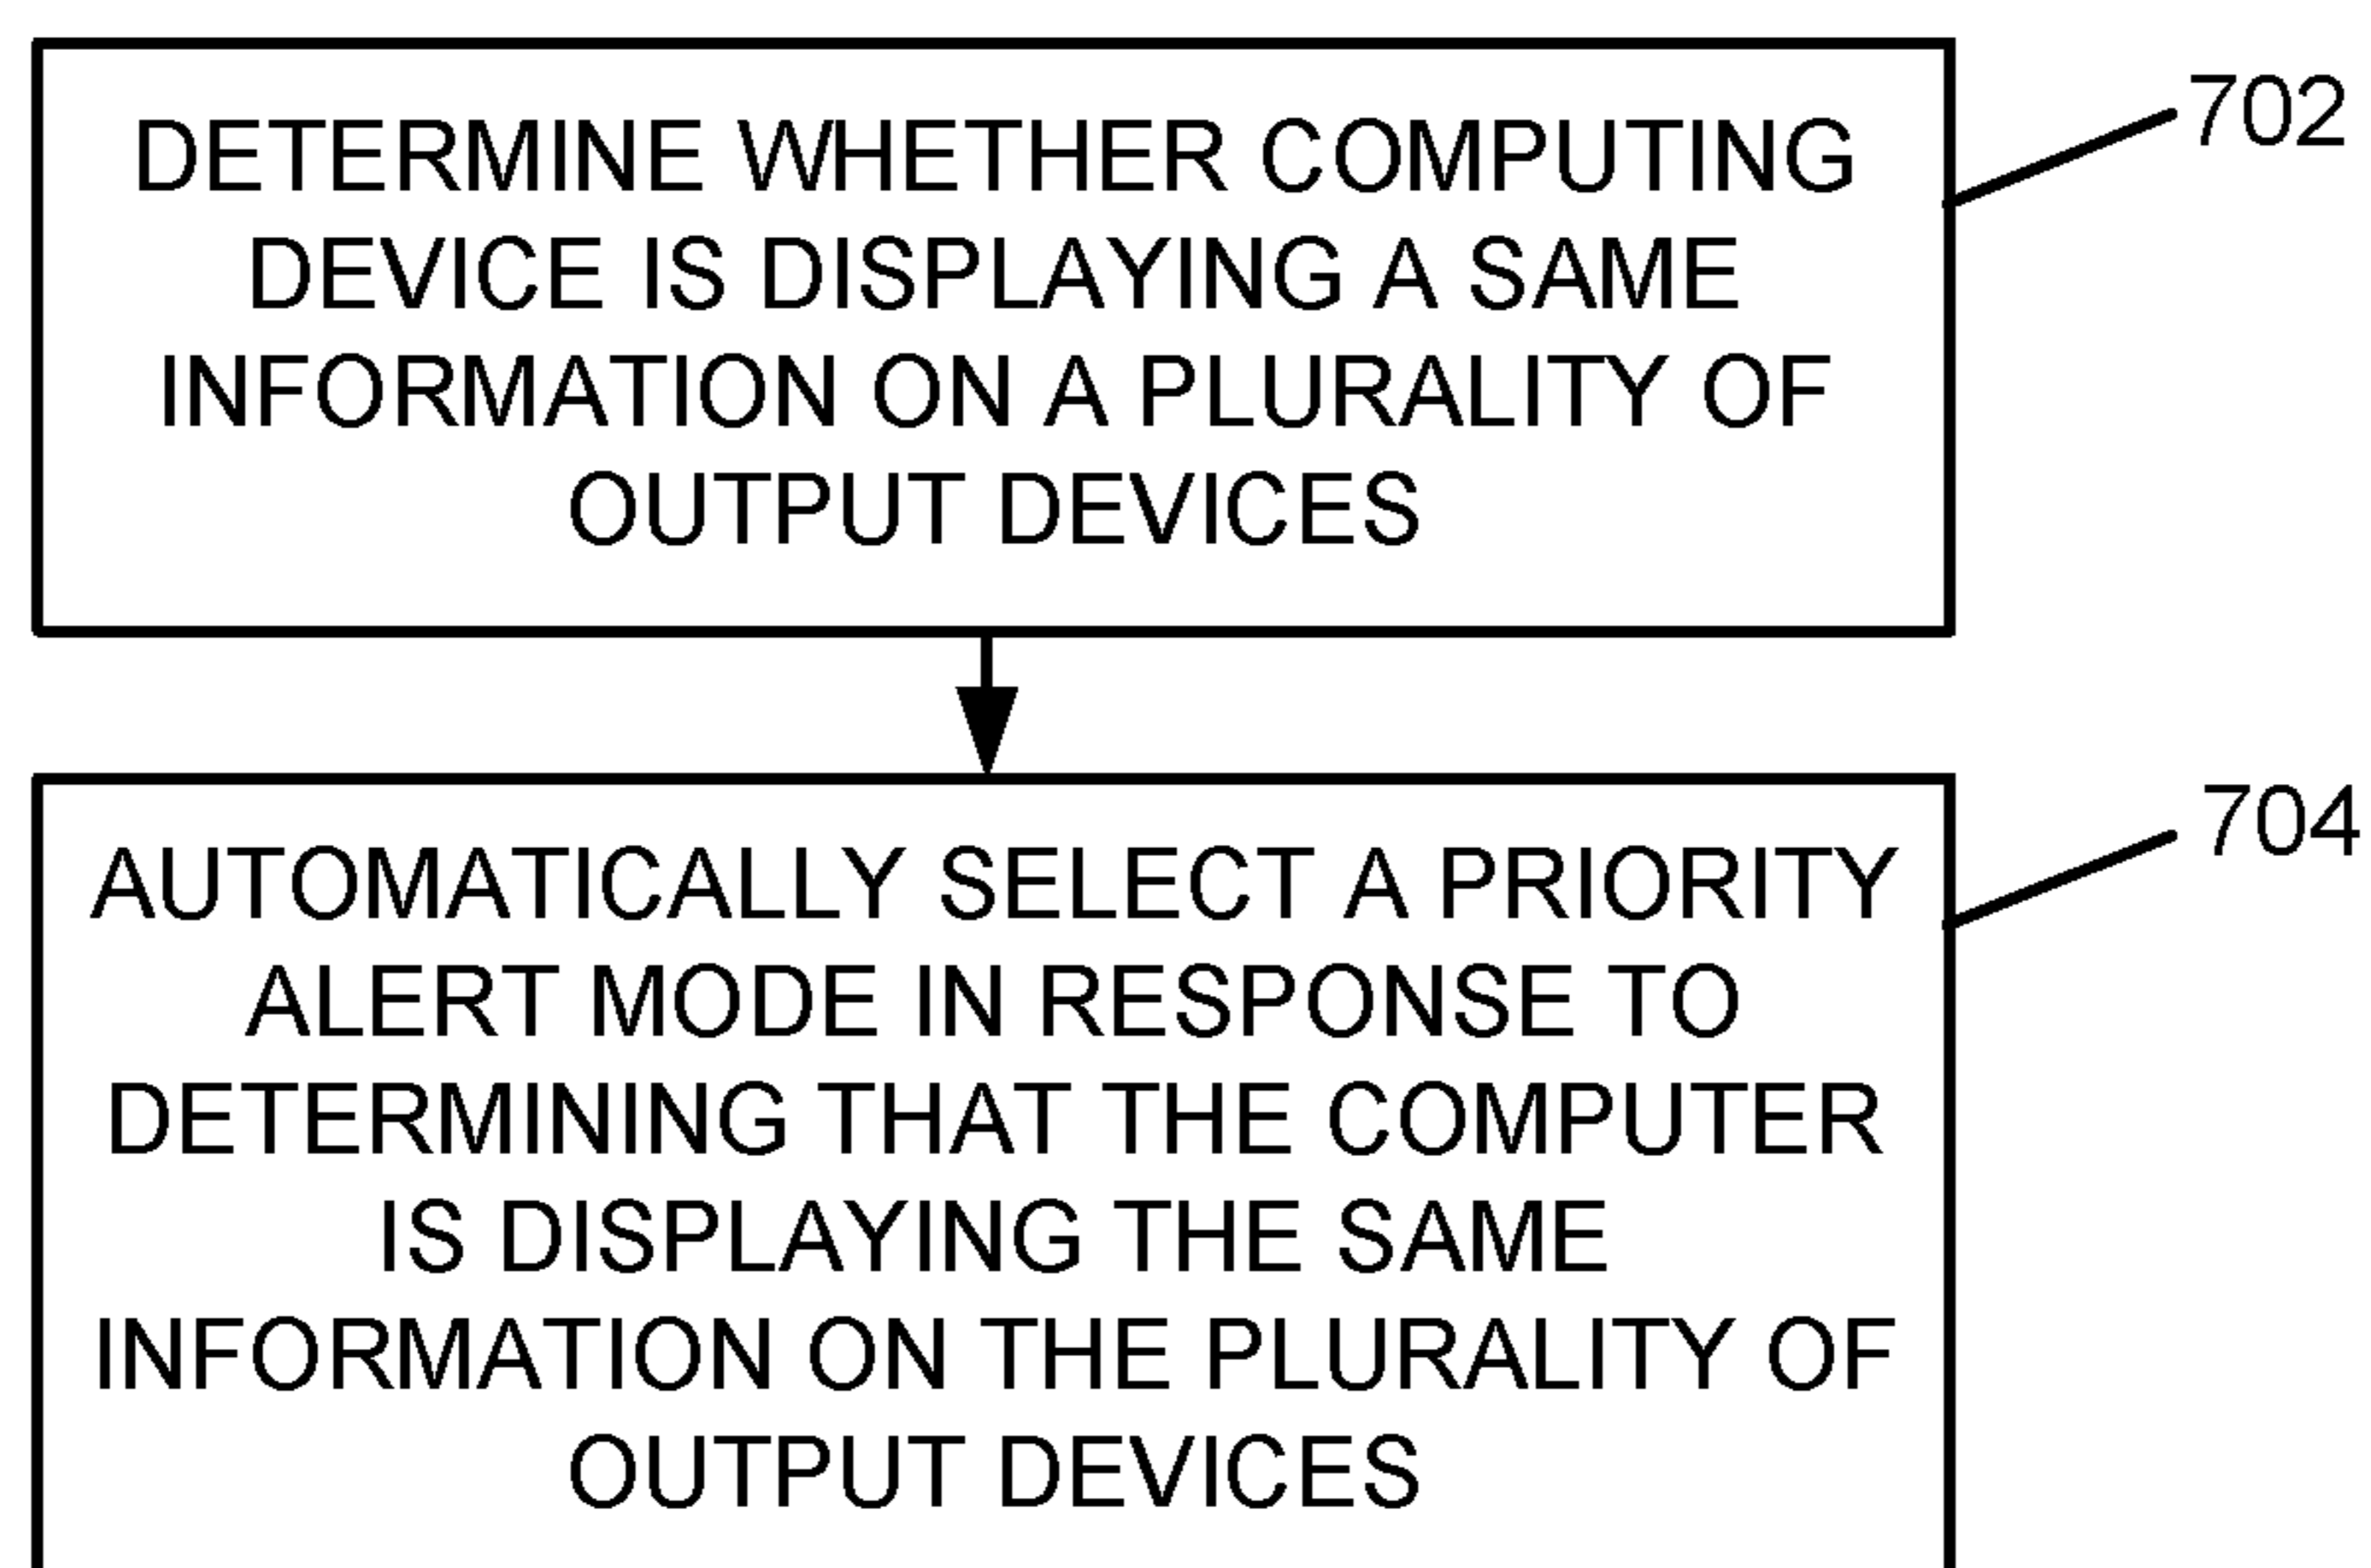 DETERMINE WHETHER COMPUTING
DEVICE IS DISPLAYING A SAME
INFORMATION ON A PLURALITY OF
OUTPUT DEVICES
702
AUTOMATICALLY SELECT A PRIORITY
ALERT MODE IN RESPONSE TO
DETERMINING THAT THE COMPUTER
IS DISPLAYING THE SAME
INFORMATION ON THE PLURALITY OF
OUTPUT DEVICES
704